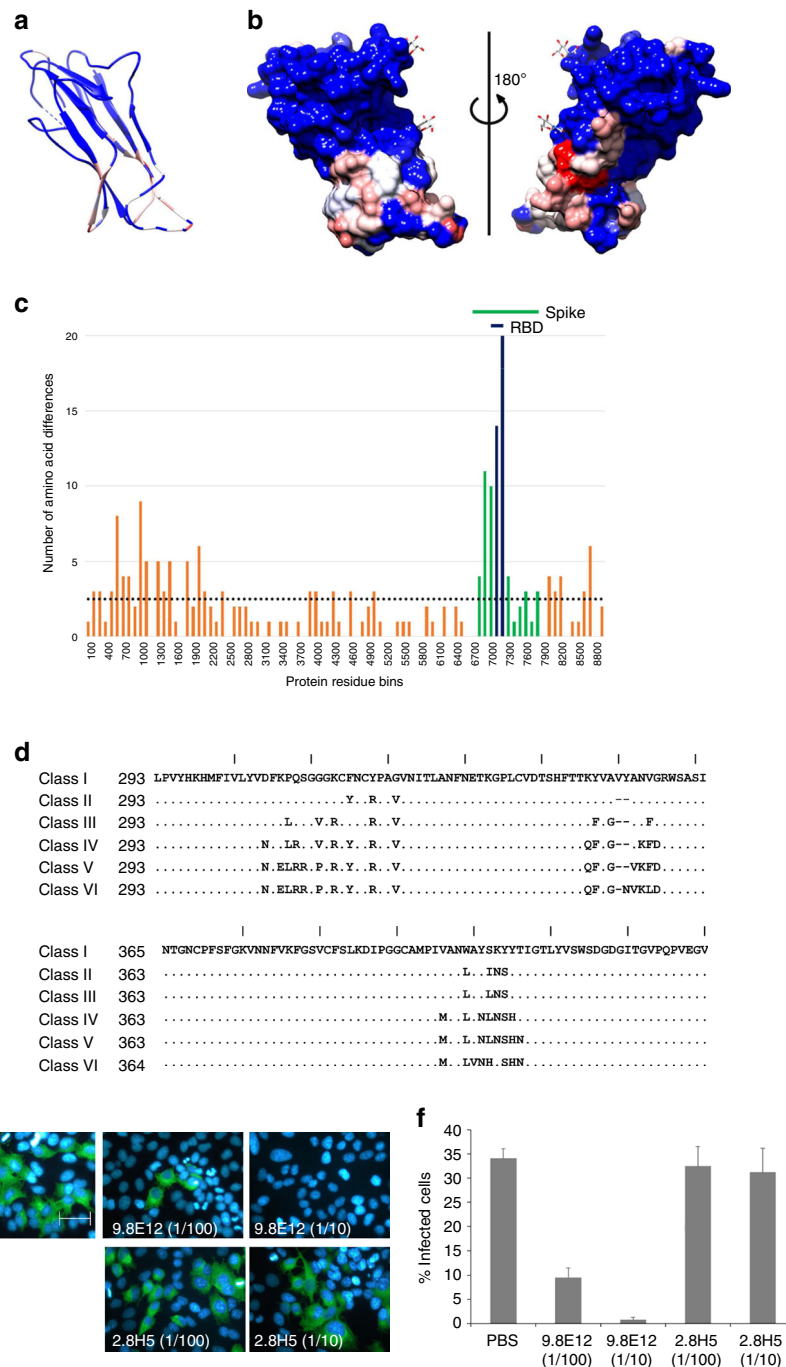 a
b
180°
c
Spike
RBD
Number of amino acid differences
20
15
10
5
0
100 400 700 1000 1300 1600 1900 2200 2500 2800 3100 3400 3700 4000 4300 4600 4900 5200 5500 5800 6100 6400 6700 7000 7300 7600 7900 8200 8500 8800
Protein residue bins
d
Class I 293 LPVYHKHMFIVLYVDFKPQSGGGKCFNCYPAGVNITLANFNETKGPLCVDTSHFTTKYVAVYANVGRWSASI
Class II 293 .........................Y..R..V............................--..........
Class III 293 .................L...V.R....R..V.........................F.G--..F.......
Class IV 293 ..............N..LR..V.R.Y..R..V........................QF.G--.KFD......
Class V 293 ..............N.ELRR.P.R.Y..R..V........................QF.G-VKFD......
Class VI 293 ..............N.ELRR.P.R.Y..R..V........................QF.G-NVKLD......
Class I 365 NTGNCPFSFGKVNNFVKFGSVCFSLKDIPGGCAMPIVANWAYSKYYTIGTLYVSWSDGDGITGVPQPVEGV
Class II 363 .......................................L..INS..........................
Class III 363 .......................................L..LNS..........................
Class IV 363 ....................................M..L.NLNSH.........................
Class V 363 ....................................M..L.NLNSHN........................
Class VI 364 ....................................M..LVNH.SHN........................
9.8E12 (1/100)
9.8E12 (1/10)
2.8H5 (1/100)
2.8H5 (1/10)
f
% Infected cells
40
35
30
25
20
15
10
5
0
PBS 9.8E12 9.8E12 2.8H5 2.8H5
(1/100) (1/10) (1/100) (1/10)